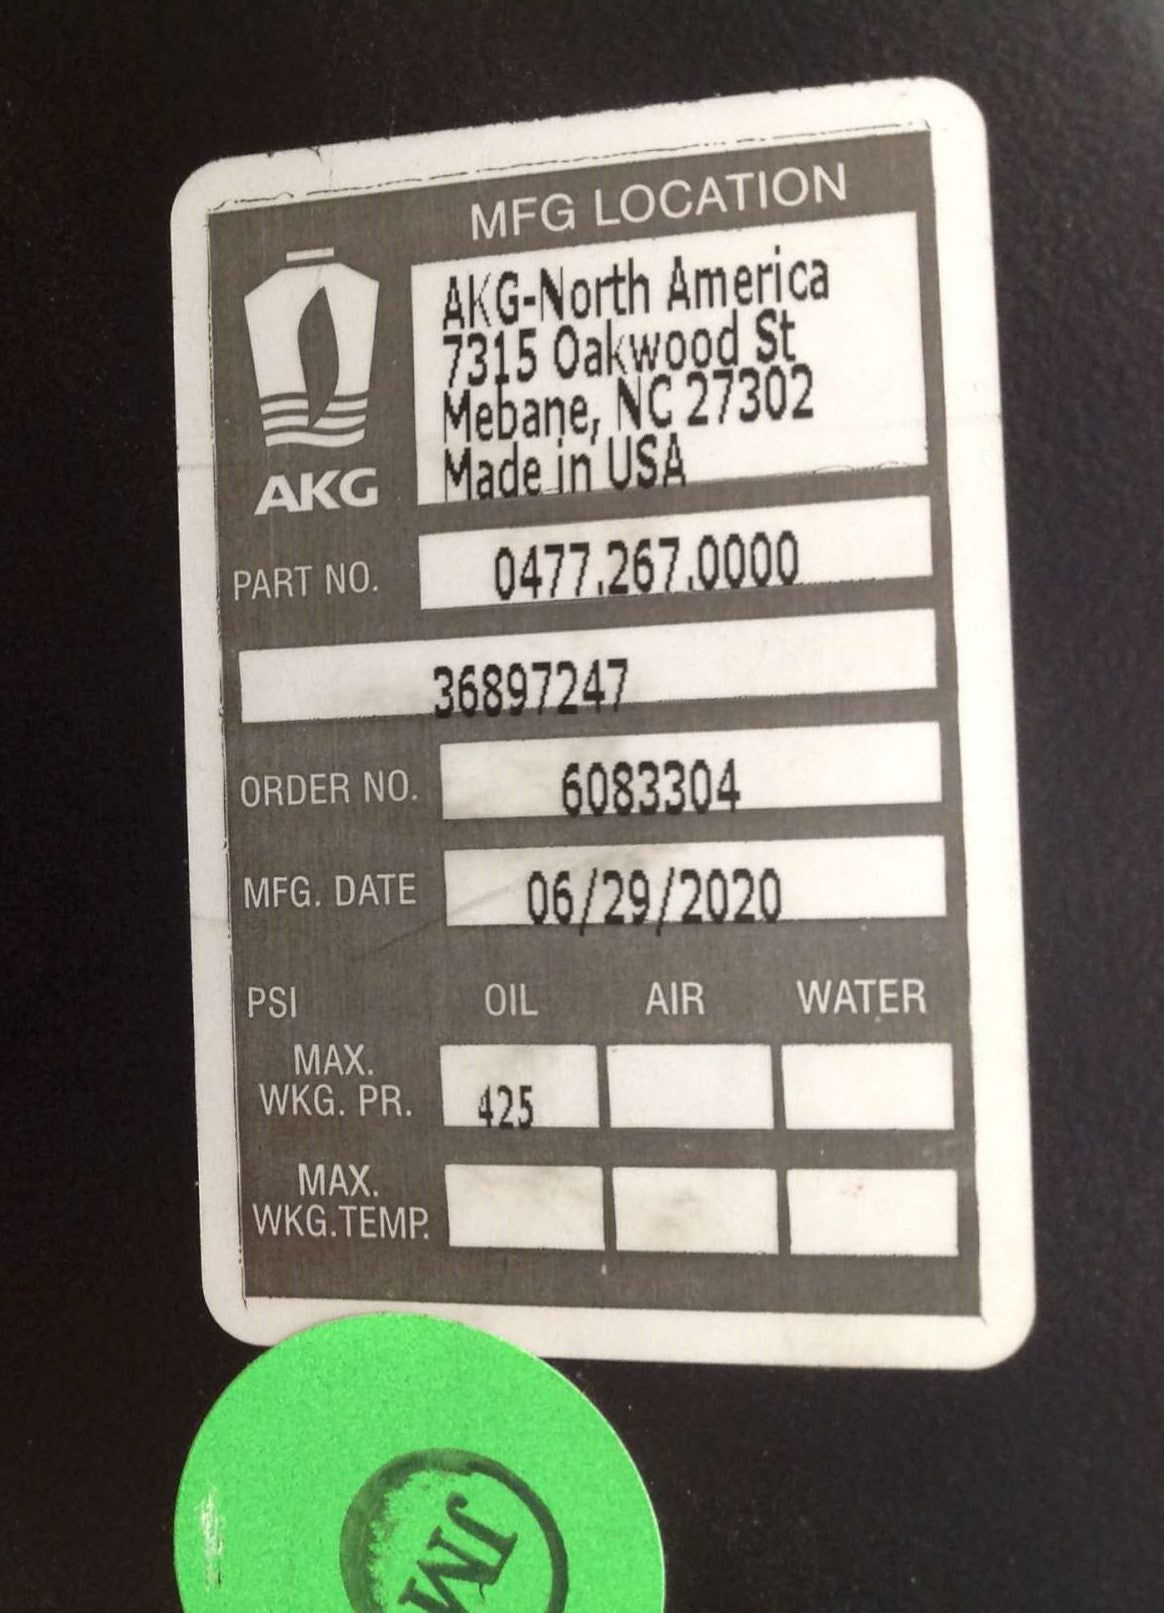 MFG LOCATION
AKG-North America
7315 Oakwood St
Mebane, NC 27302
Made in USA
AKG
PART NO. 0477.267.0000
36897247
ORDER NO. 6083304
MFG. DATE 06/29/2020
PSI OIL AIR WATER
MAX.
WKG. PR. 425
MAX.
WKG.TEMP.
JM